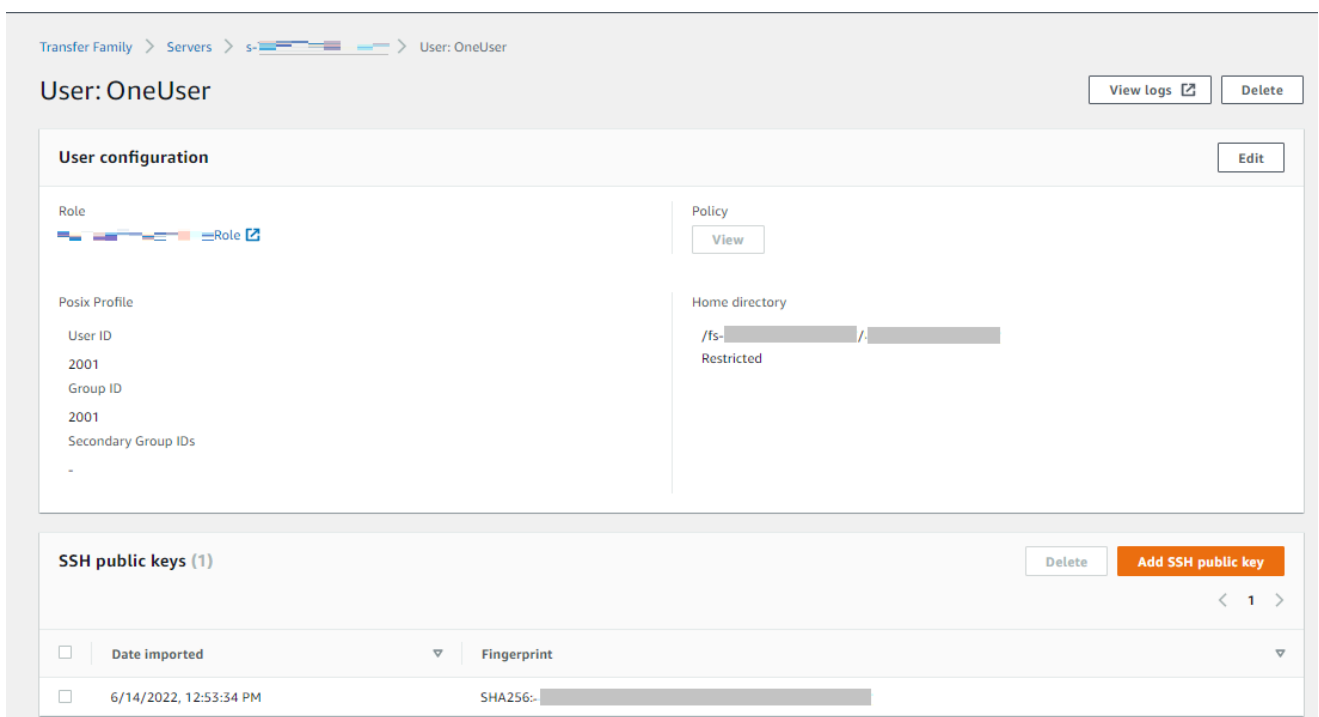 Transfer Family > Servers > s- > User: OneUser
User: OneUser
View logs
Delete
User configuration
Edit
Role
Role
Policy
View
Posix Profile
User ID
2001
Group ID
2001
Secondary Group IDs
-
Home directory
/fs- /
Restricted
SSH public keys (1)
Delete
Add SSH public key
< 1 >
Date imported
Fingerprint
6/14/2022, 12:53:34 PM
SHA256:-